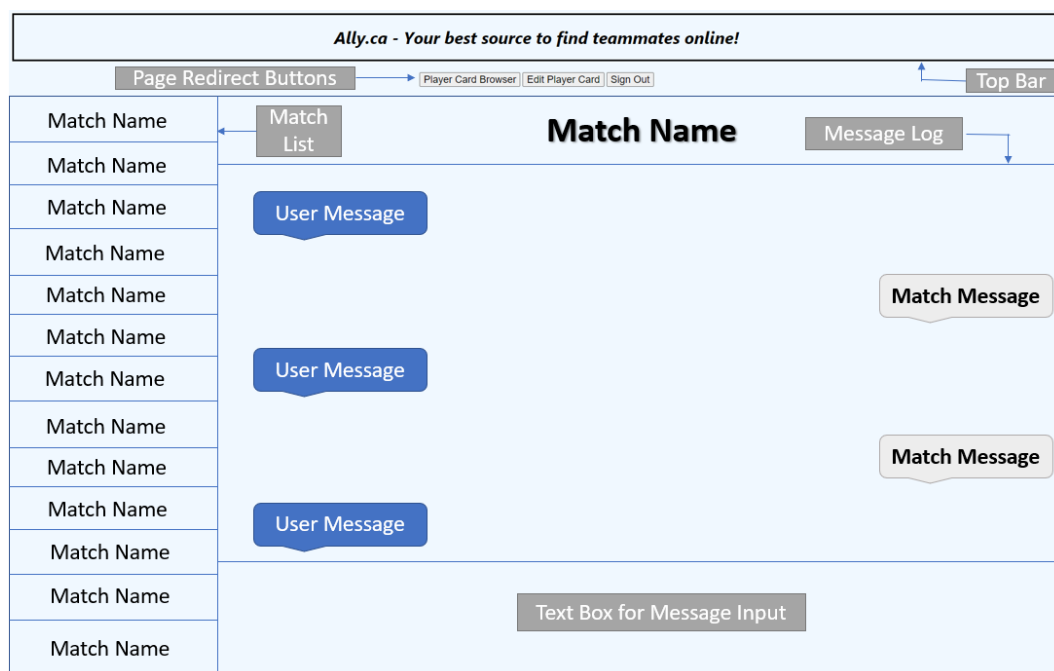 Ally.ca - Your best source to find teammates online!
Page Redirect Buttons
Player Card Browser
Edit Player Card
Sign Out
Top Bar
Match Name
Match Name
Match Name
Match Name
Match Name
Match Name
Match Name
Match Name
Match Name
Match Name
Match Name
Match Name
Match Name
Match
List
Match Name
Message Log
User Message
Match Message
User Message
Match Message
User Message
Text Box for Message Input